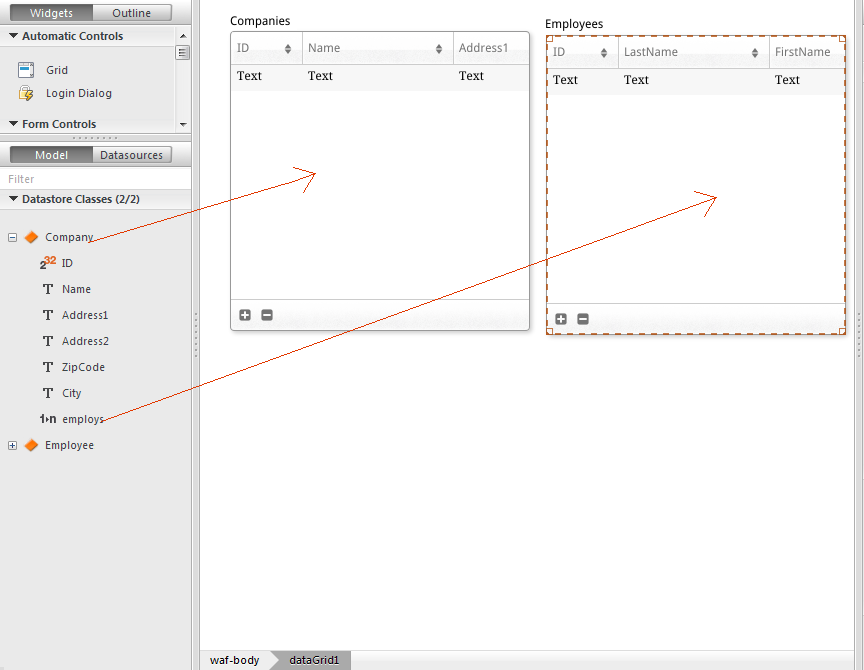 Widgets Outline
Automatic Controls
Grid
Login Dialog
Form Controls
Model Datasources
Filter
Datastore Classes (2/2)
Company
232 ID
T Name
T Address1
T Address2
T ZipCode
T City
1▸n employs
Employee
Companies
ID Name Address1
Text Text Text
Employees
ID LastName FirstName
Text Text Text
waf-body dataGrid1